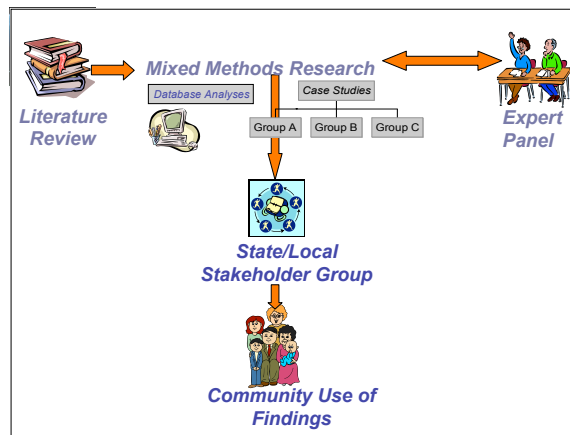 Mixed Methods Research
Literature
Review
Database Analyses
Case Studies
Group A
Group B
Group C
Expert
Panel
State/Local
Stakeholder Group
Community Use of
Findings